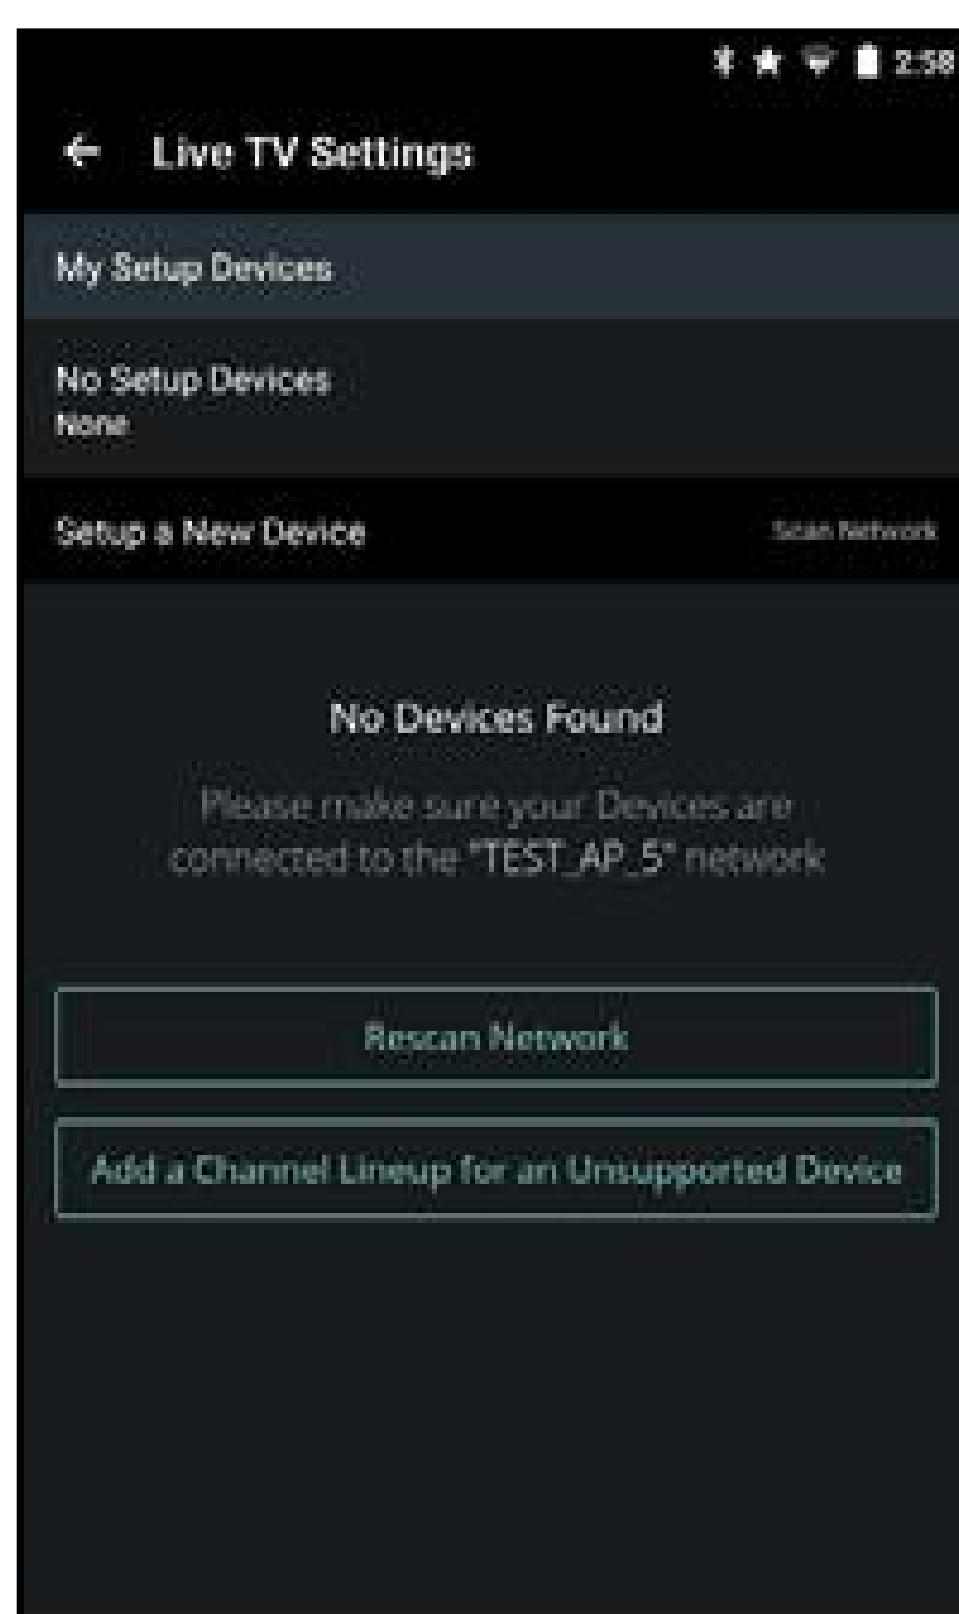 2:58
Live TV Settings
My Setup Devices
No Setup Devices
None
Setup a New Device Scan Network
No Devices Found
Please make sure your Devices are
connected to the "TEST_AP_5" network
Rescan Network
Add a Channel Lineup for an Unsupported Device